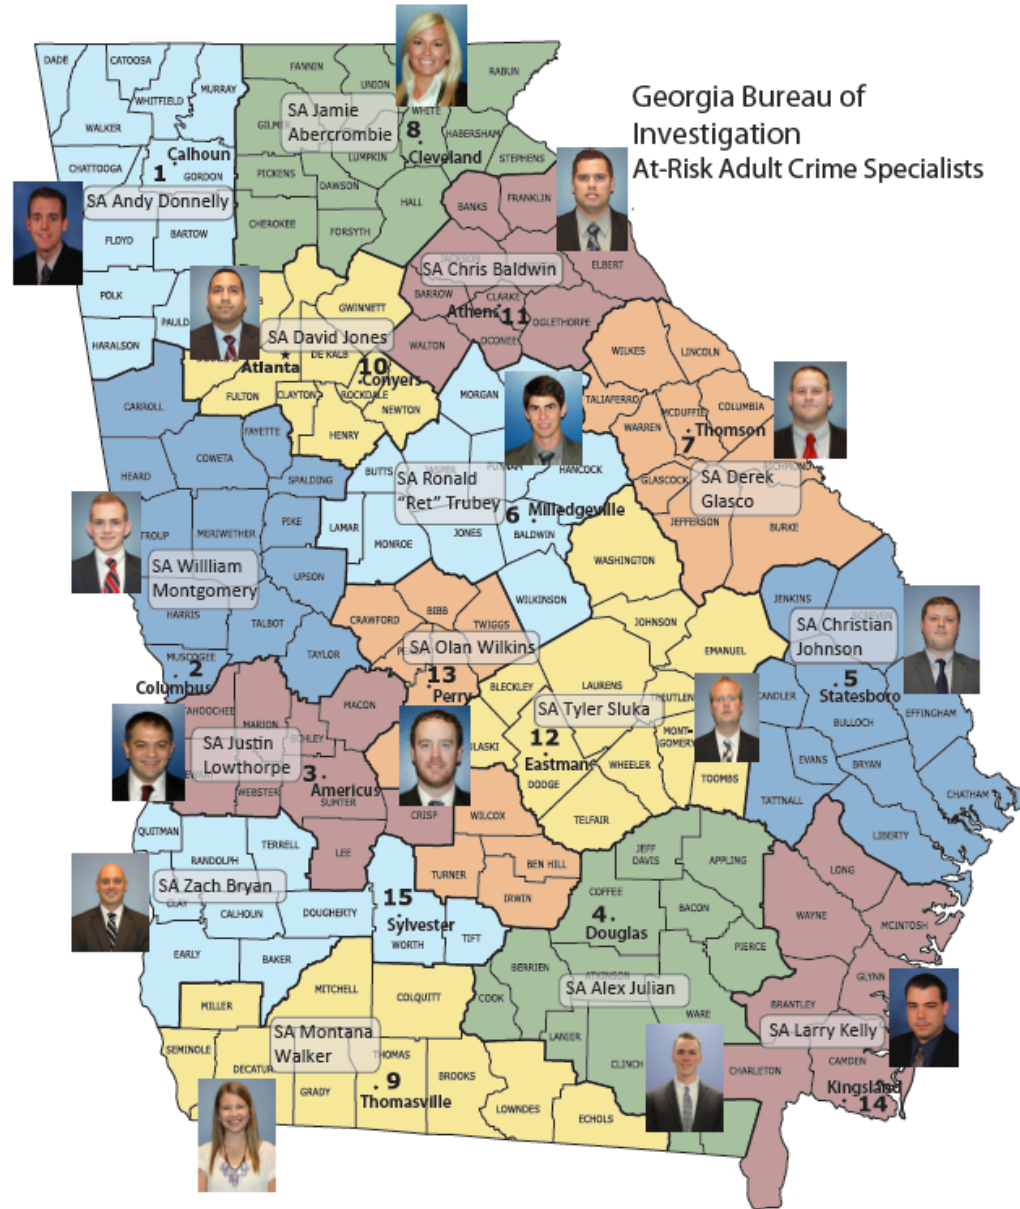 Georgia Bureau of
Investigation
At-Risk Adult Crime Specialists
DADE
CATOOSA
WHITFIELD
MURRAY
WALKER
CHATTOOGA
1
Calhoun
GORDON
SA Andy Donnelly
FLOYD
BARTOW
POLK
PAULD
HARALSON
FANNIN
UNION
RABUN
GILMER
SA Jamie
Abercrombie
WHITE
8
Cleveland
HABERSHAM
STEPHENS
LUMPKIN
PICKENS
DAWSON
HALL
CHEROKEE
FORSYTH
BANKS
FRANKLIN
JACKSON
ELBERT
SA Chris Baldwin
BARROW
CLARKE
Athens
11
OGLETHORPE
OCONEE
WALTON
GWINNETT
SA David Jones
DE KALB
Atlanta
10
Conyers
ROCKDALE
FULTON
CLAYTON
NEWTON
HENRY
WILKES
LINCOLN
TALIAFERRO
MCDUFFIE
COLUMBIA
WARREN
7
Thomson
RICHMOND
GLASCOCK
SA Derek
Glasco
JEFFERSON
BURKE
CARROLL
FAYETTE
COWETA
HEARD
SPALDING
TROUP
MERIWETHER
PIKE
UPSON
SA Willliam
Montgomery
HARRIS
TALBOT
TAYLOR
MUSCOGEE
2
Columbus
MORGAN
BUTTS
JASPER
PUTNAM
HANCOCK
SA Ronald
"Ret" Trubey
6
Milledgeville
LAMAR
MONROE
JONES
BALDWIN
WILKINSON
WASHINGTON
JOHNSON
EMANUEL
JENKINS
SCREVEN
SA Christian
Johnson
5
Statesboro
CANDLER
BULLOCH
EFFINGHAM
EVANS
BRYAN
CHATHAM
TATTNALL
LIBERTY
CRAWFORD
BIBB
TWIGGS
SA Olan Wilkins
13
Perry
BLECKLEY
LAURENS
TREUTLEN
SA Tyler Sluka
MONT-
GOMERY
LASKI
12
Eastman
WHEELER
DODGE
TOOMBS
TELFAIR
TAHOOCHEE
MARION
MACON
SCHLEY
SA Justin
Lowthorpe
WEBSTER
3
Americus
SUMTER
CRISP
LEE
WILCOX
BEN HILL
TURNER
IRWIN
QUITMAN
RANDOLPH
TERRELL
SA Zach Bryan
CLAY
CALHOUN
DOUGHERTY
15
Sylvester
WORTH
TIFT
EARLY
BAKER
JEFF
DAVIS
APPLING
COFFEE
BACON
4
Douglas
PIERCE
BERRIEN
ATKINSON
SA Alex Julian
COOK
WARE
LANIER
CLINCH
LONG
WAYNE
MCINTOSH
GLYNN
BRANTLEY
SA Larry Kelly
CHARLTON
CAMDEN
Kingsland
14
MILLER
MITCHELL
COLQUITT
SEMINOLE
DECATUR
SA Montana
Walker
THOMAS
9
Thomasville
GRADY
BROOKS
LOWNDES
ECHOLS